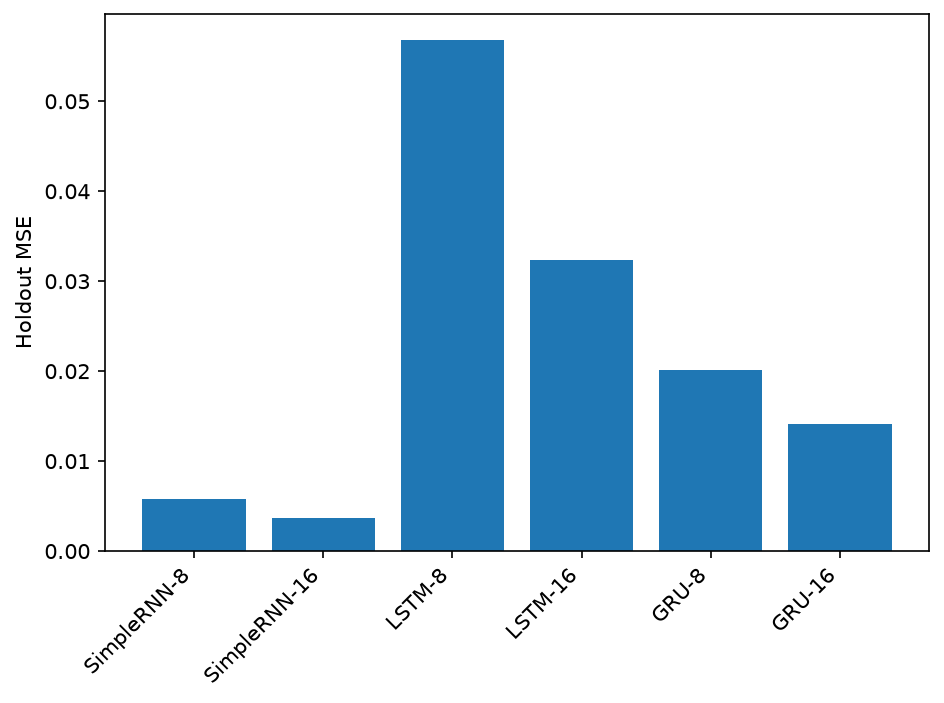 Holdout MSE
0.05
0.04
0.03
0.02
0.01
0.00
SimpleRNN-8
SimpleRNN-16
LSTM-8
LSTM-16
GRU-8
GRU-16